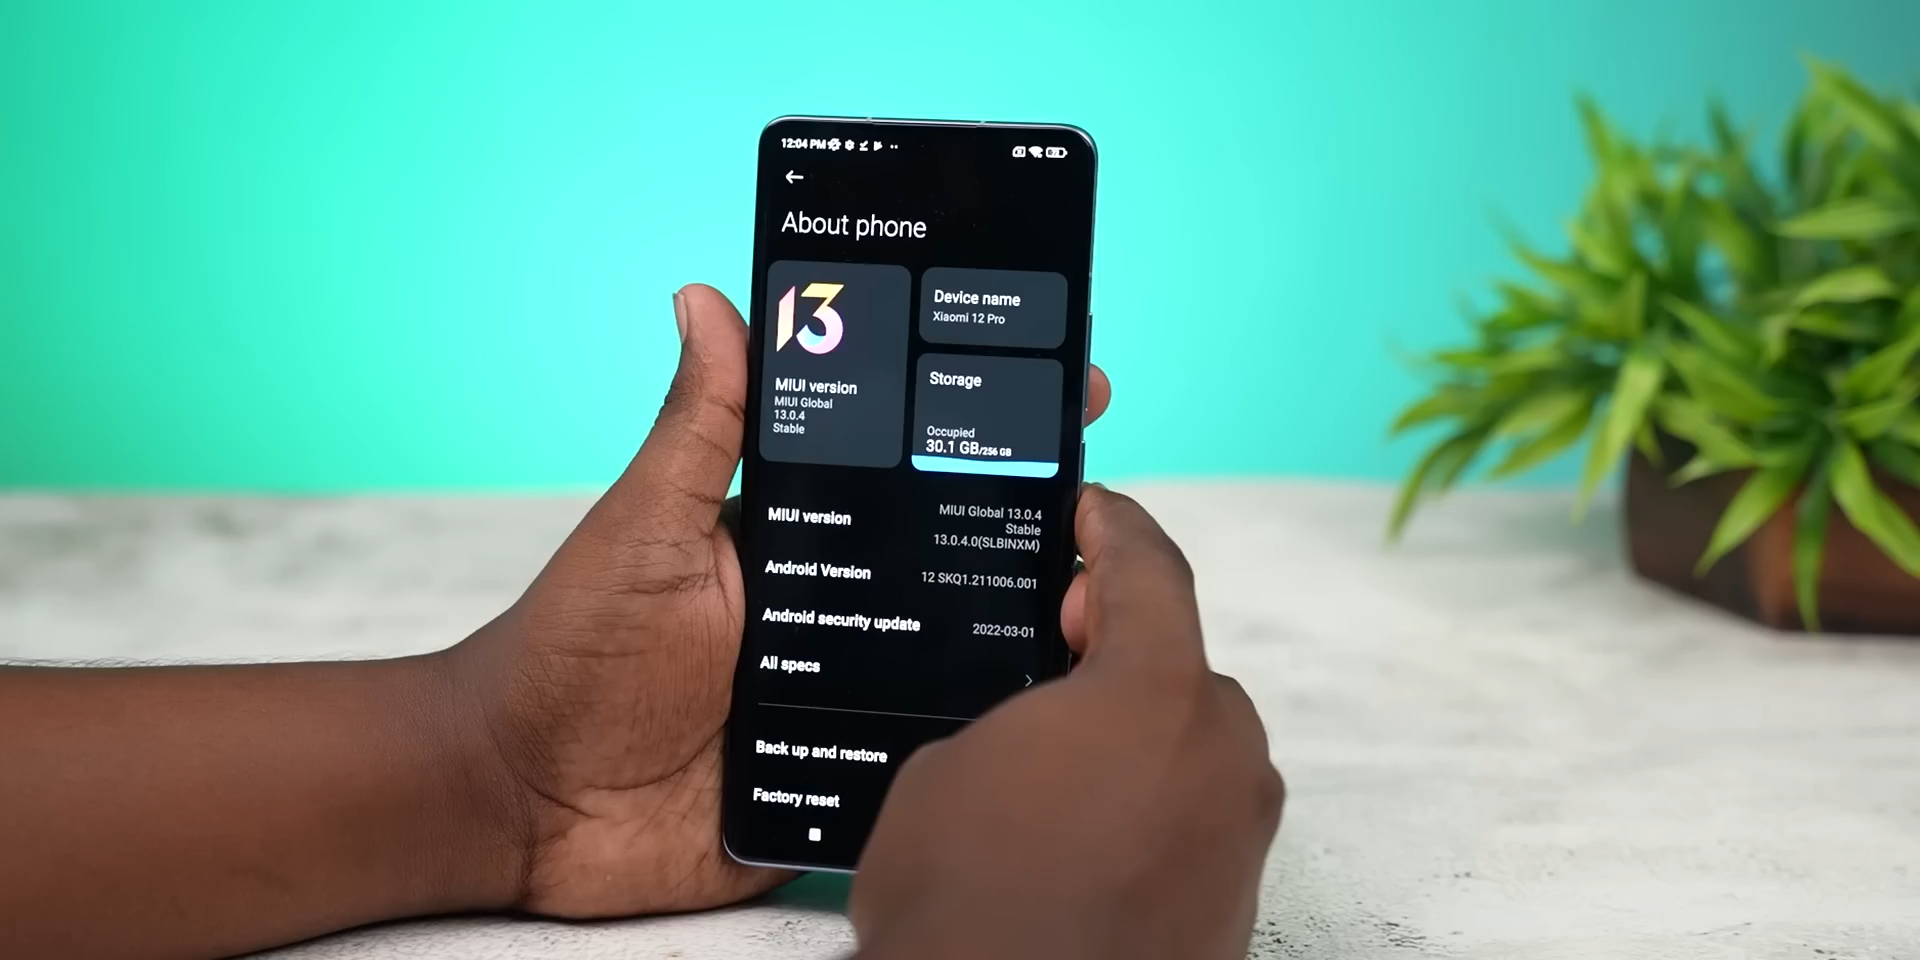 12:04 PM
About phone
13
Device name
Xiaomi 12 Pro
MIUI version
MIUI Global
13.0.4
Stable
Storage
Occupied
30.1 GB/256 GB
MIUI version
MIUI Global 13.0.4
Stable
13.0.4.0(SLBINXM)
Android Version
12 SKQ1.211006.001
Android security update
2022-03-01
All specs
Back up and restore
Factory reset